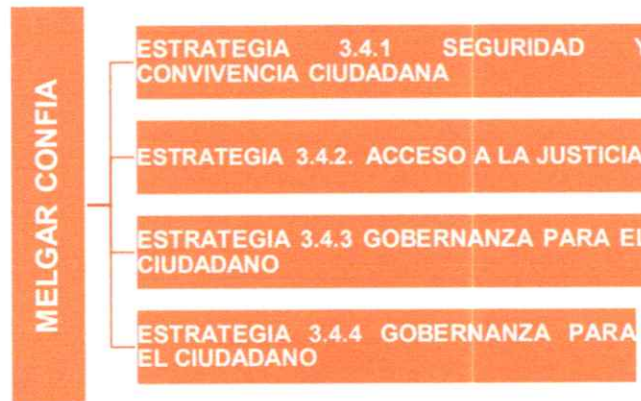 MELGAR CONFIA
ESTRATEGIA 3.4.1 SEGURIDAD Y
CONVIVENCIA CIUDADANA
ESTRATEGIA 3.4.2. ACCESO A LA JUSTICIA
ESTRATEGIA 3.4.3 GOBERNANZA PARA EL
CIUDADANO
ESTRATEGIA 3.4.4 GOBERNANZA PARA
EL CIUDADANO